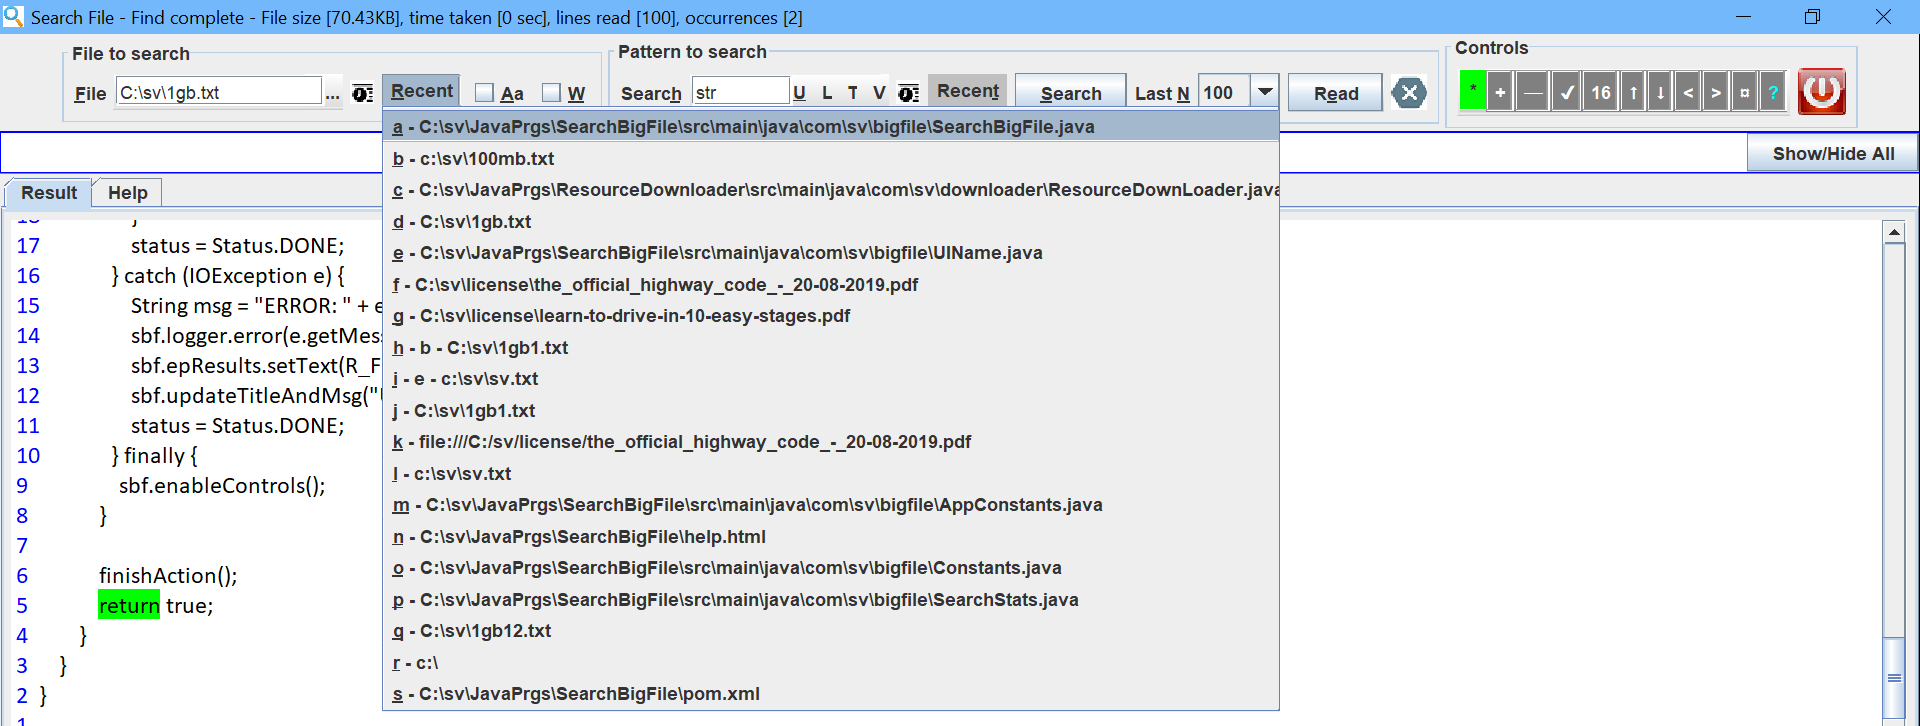 Search File - Find complete - File size [70.43KB], time taken [0 sec], lines read [100], occurrences [2]
File to search
Pattern to search
Controls
File C:\sv\1gb.txt ... Recent Aa W Search str U L T V Recent Search Last N 100 Read * + — ✓ 16 ↑ ↓ < > ¤ ?
Show/Hide All
Result Help
a - C:\sv\JavaPrgs\SearchBigFile\src\main\java\com\sv\bigfile\SearchBigFile.java
b - c:\sv\100mb.txt
c - C:\sv\JavaPrgs\ResourceDownloader\src\main\java\com\sv\downloader\ResourceDownLoader.java
d - C:\sv\1gb.txt
e - C:\sv\JavaPrgs\SearchBigFile\src\main\java\com\sv\bigfile\UIName.java
f - C:\sv\license\the_official_highway_code_-_20-08-2019.pdf
g - C:\sv\license\learn-to-drive-in-10-easy-stages.pdf
h - b - C:\sv\1gb1.txt
i - e - c:\sv\sv.txt
j - C:\sv\1gb1.txt
k - file:///C:/sv/license/the_official_highway_code_-_20-08-2019.pdf
l - c:\sv\sv.txt
m - C:\sv\JavaPrgs\SearchBigFile\src\main\java\com\sv\bigfile\AppConstants.java
n - C:\sv\JavaPrgs\SearchBigFile\help.html
o - C:\sv\JavaPrgs\SearchBigFile\src\main\java\com\sv\bigfile\Constants.java
p - C:\sv\JavaPrgs\SearchBigFile\src\main\java\com\sv\bigfile\SearchStats.java
q - C:\sv\1gb12.txt
r - c:\
s - C:\sv\JavaPrgs\SearchBigFile\pom.xml
17 status = Status.DONE;
16 } catch (IOException e) {
15 String msg = "ERROR: " + e
14 sbf.logger.error(e.getMes
13 sbf.epResults.setText(R_F
12 sbf.updateTitleAndMsg("
11 status = Status.DONE;
10 } finally {
9 sbf.enableControls();
8 }
7
6 finishAction();
5 return true;
4 }
3 }
2 }
1